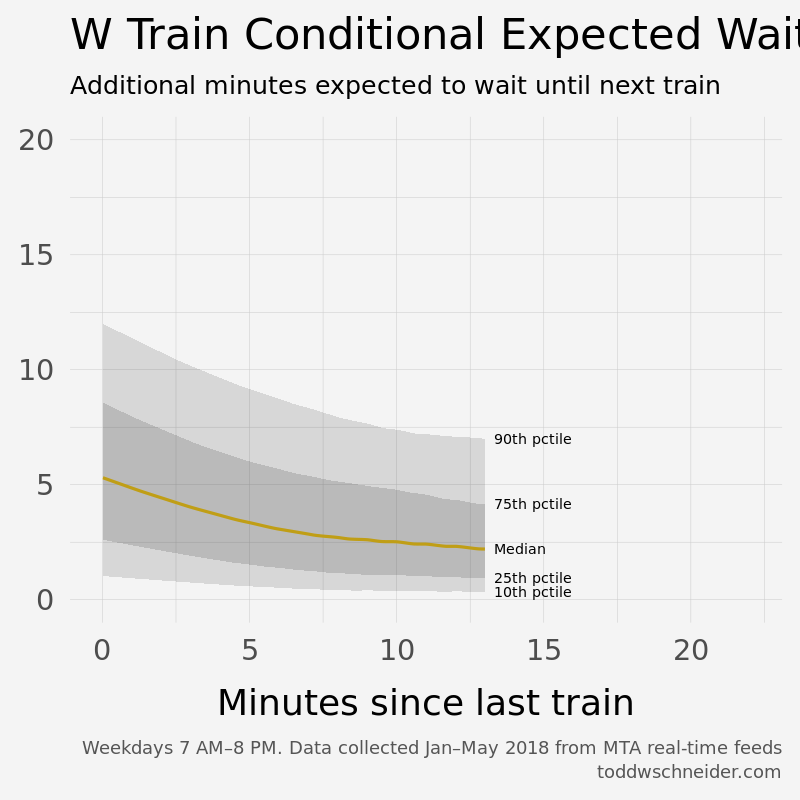 W Train Conditional Expected Wait
Additional minutes expected to wait until next train
20
15
10
5
0
90th pctile
75th pctile
Median
25th pctile
10th pctile
0 5 10 15 20
Minutes since last train
Weekdays 7 AM–8 PM. Data collected Jan–May 2018 from MTA real-time feeds
toddwschneider.com